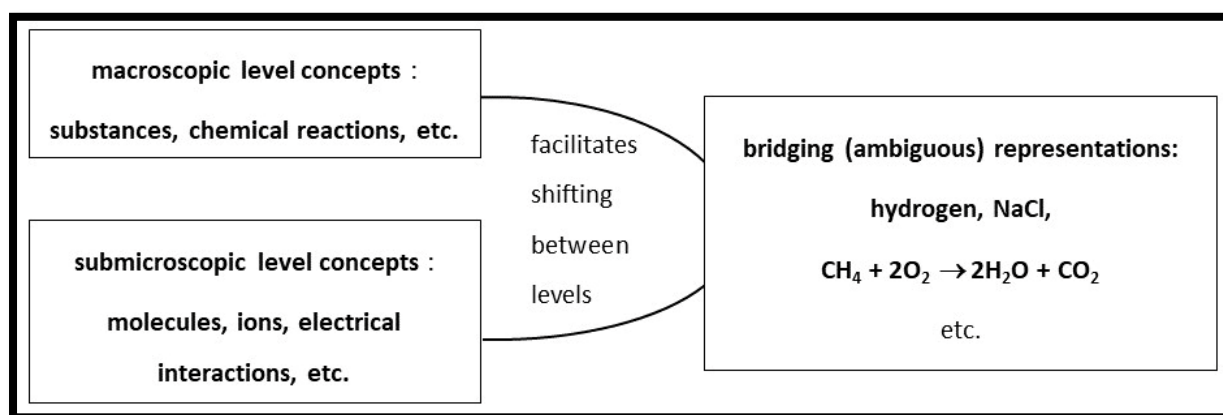 macroscopic level concepts :
substances, chemical reactions, etc.
submicroscopic level concepts :
molecules, ions, electrical
interactions, etc.
facilitates
shifting
between
levels
bridging (ambiguous) representations:
hydrogen, NaCl,
CH₄ + 2O₂ → 2H₂O + CO₂
etc.